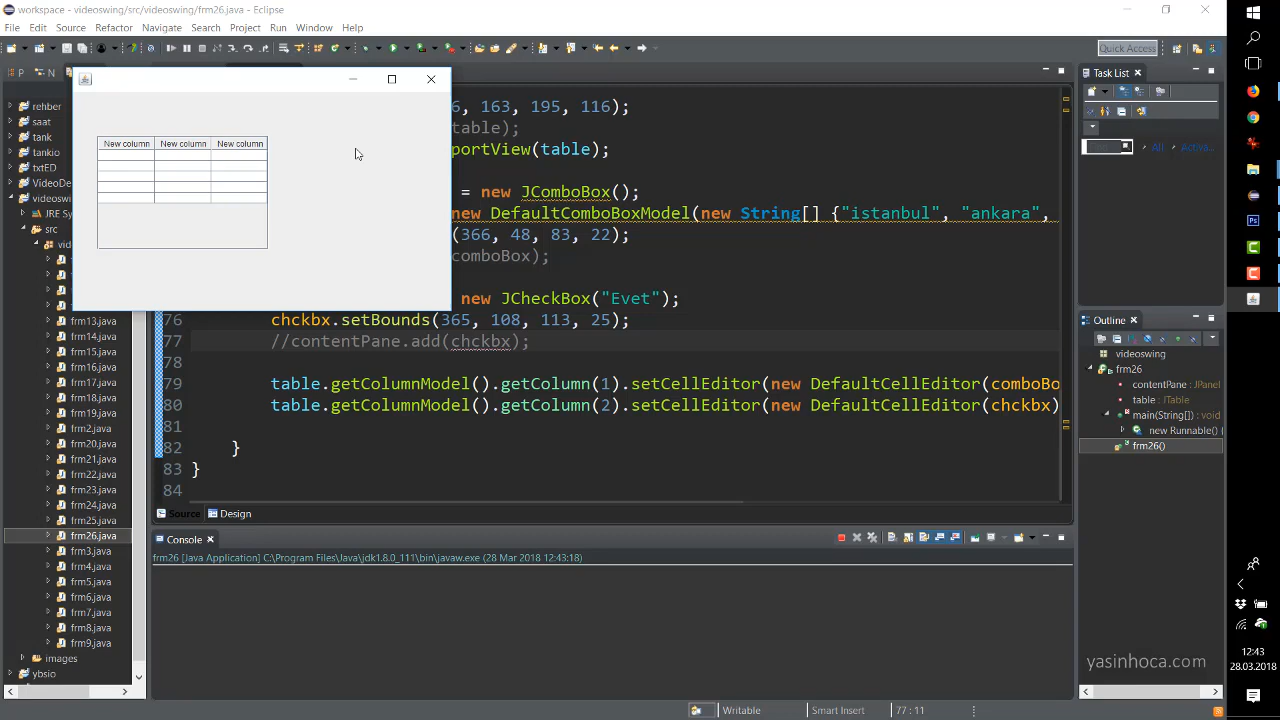 workspace - videoswing/src/frm26.java - Eclipse
File Edit Source Refactor Navigate Search Project Run Window Help
Quick Access
P N
Task List
rehber
saat
tank
tankio
txtED
VideoDe
videosw
JRE Sy
src
vid
frm13.java
frm14.java
frm15.java
frm16.java
frm17.java
frm18.java
frm19.java
frm2.java
frm20.java
frm21.java
frm22.java
frm23.java
frm24.java
frm25.java
frm26.java
frm3.java
frm4.java
frm5.java
frm6.java
frm7.java
frm8.java
frm9.java
images
ybsio
New column New column New column
6, 163, 195, 116);
table);
portView(table);
= new JComboBox();
new DefaultComboBoxModel(new String[] {"istanbul", "ankara",
(366, 48, 83, 22);
comboBox);
new JCheckBox("Evet");
76 chckbx.setBounds(365, 108, 113, 25);
77 //contentPane.add(chckbx);
78
79 table.getColumnModel().getColumn(1).setCellEditor(new DefaultCellEditor(comboBo
80 table.getColumnModel().getColumn(2).setCellEditor(new DefaultCellEditor(chckbx)
81
82 }
83 }
84
Source Design
Console
frm26 [Java Application] C:\Program Files\Java\jdk1.8.0_111\bin\javaw.exe (28 Mar 2018 12:43:18)
All Activa...
Outline
videoswing
frm26
contentPane : JPanel
table : JTable
main(String[]) : void
new Runnable() {
frm26()
yasinhoca.com
Writable Smart Insert 77 : 11
12:43
28.03.2018